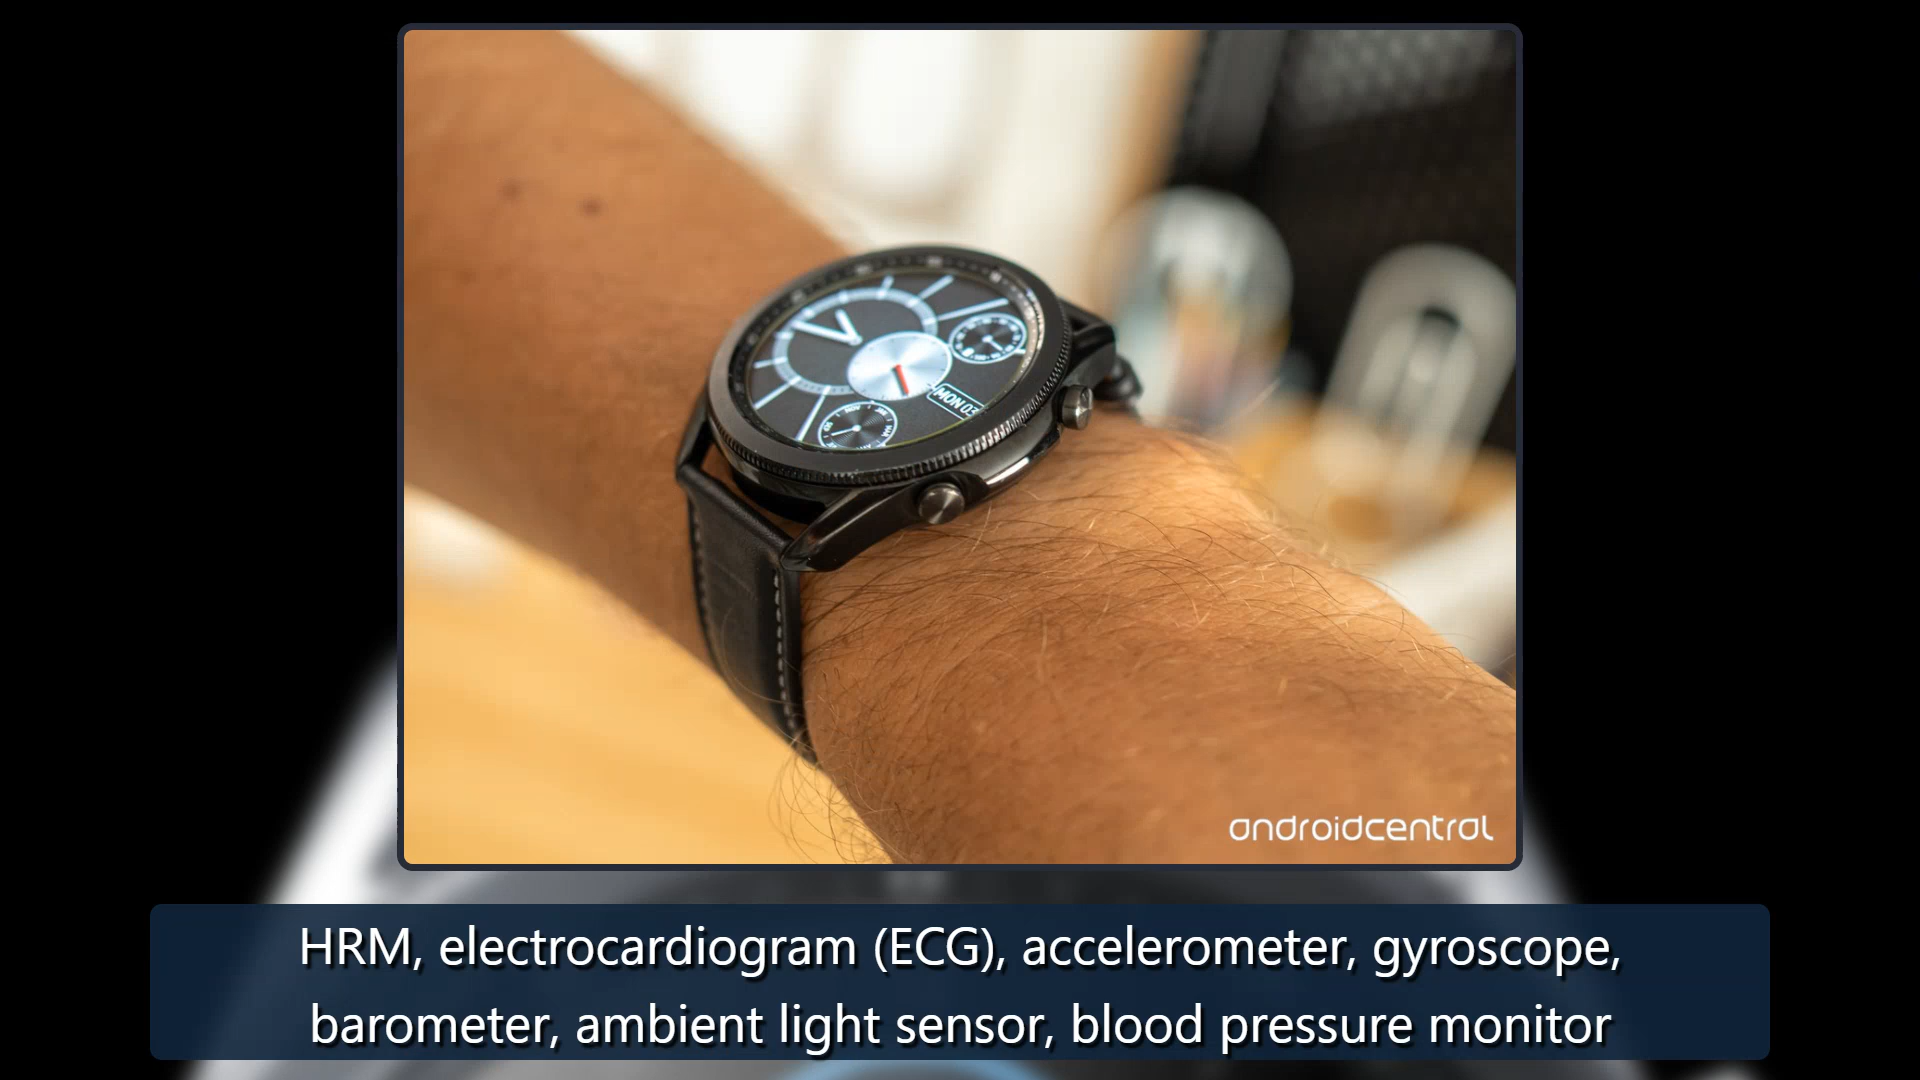 MON 03
androidcentral
HRM, electrocardiogram (ECG), accelerometer, gyroscope,
barometer, ambient light sensor, blood pressure monitor